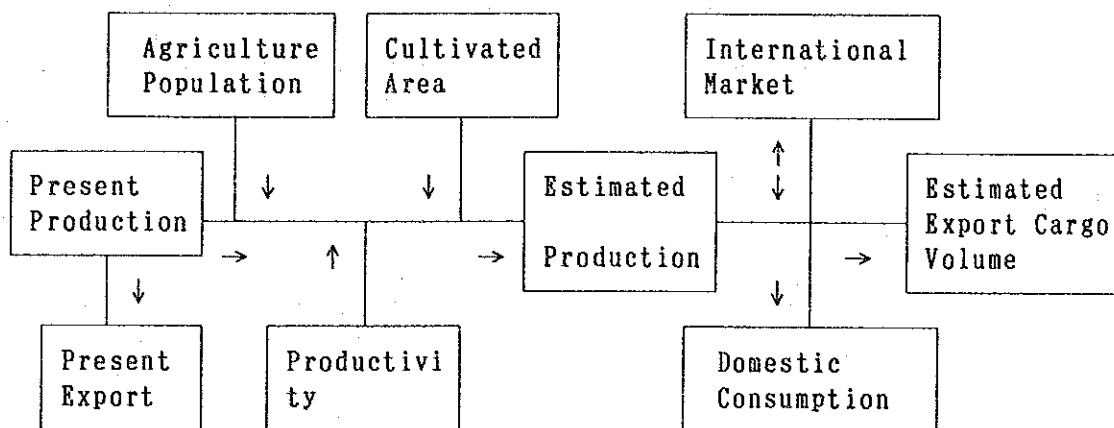 Agriculture
Population
Cultivated
Area
International
Market
Present
Production
Estimated
Production
Estimated
Export Cargo
Volume
Present
Export
Productivi
ty
Domestic
Consumption